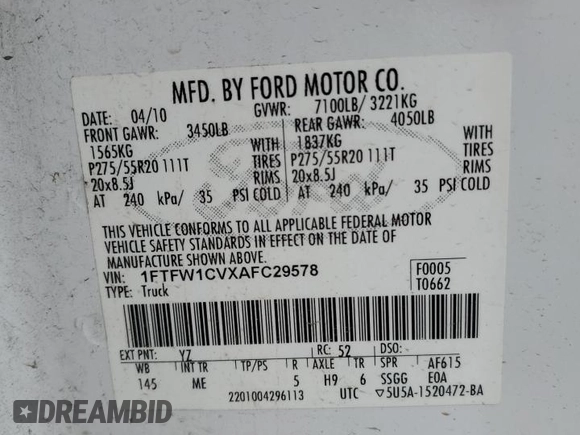 MFD. BY FORD MOTOR CO.
DATE: 04/10 GVWR: 7100LB/ 3221KG
FRONT GAWR: 3450LB REAR GAWR: 4050LB
1565KG WITH 1837KG WITH
P275/55R20 111T TIRES P275/55R20 111T TIRES
20x8.5J RIMS 20x8.5J RIMS
AT 240 kPa/ 35 PSI COLD AT 240 kPa/ 35 PSI COLD
THIS VEHICLE CONFORMS TO ALL APPLICABLE FEDERAL MOTOR
VEHICLE SAFETY STANDARDS IN EFFECT ON THE DATE OF
MANUFACTURE SHOWN ABOVE.
VIN: 1FTFW1CVXAFC29578 F0005
TYPE: Truck T0662
EXT PNT: YZ RC: 52 DSO:
WB INT TR TP/PS R AXLE TR SPR AF615
145 ME 5 H9 6 SSGG E0A
2201004296113 UTC ▽5U5A-1520472-BA
Ford
DREAMBID